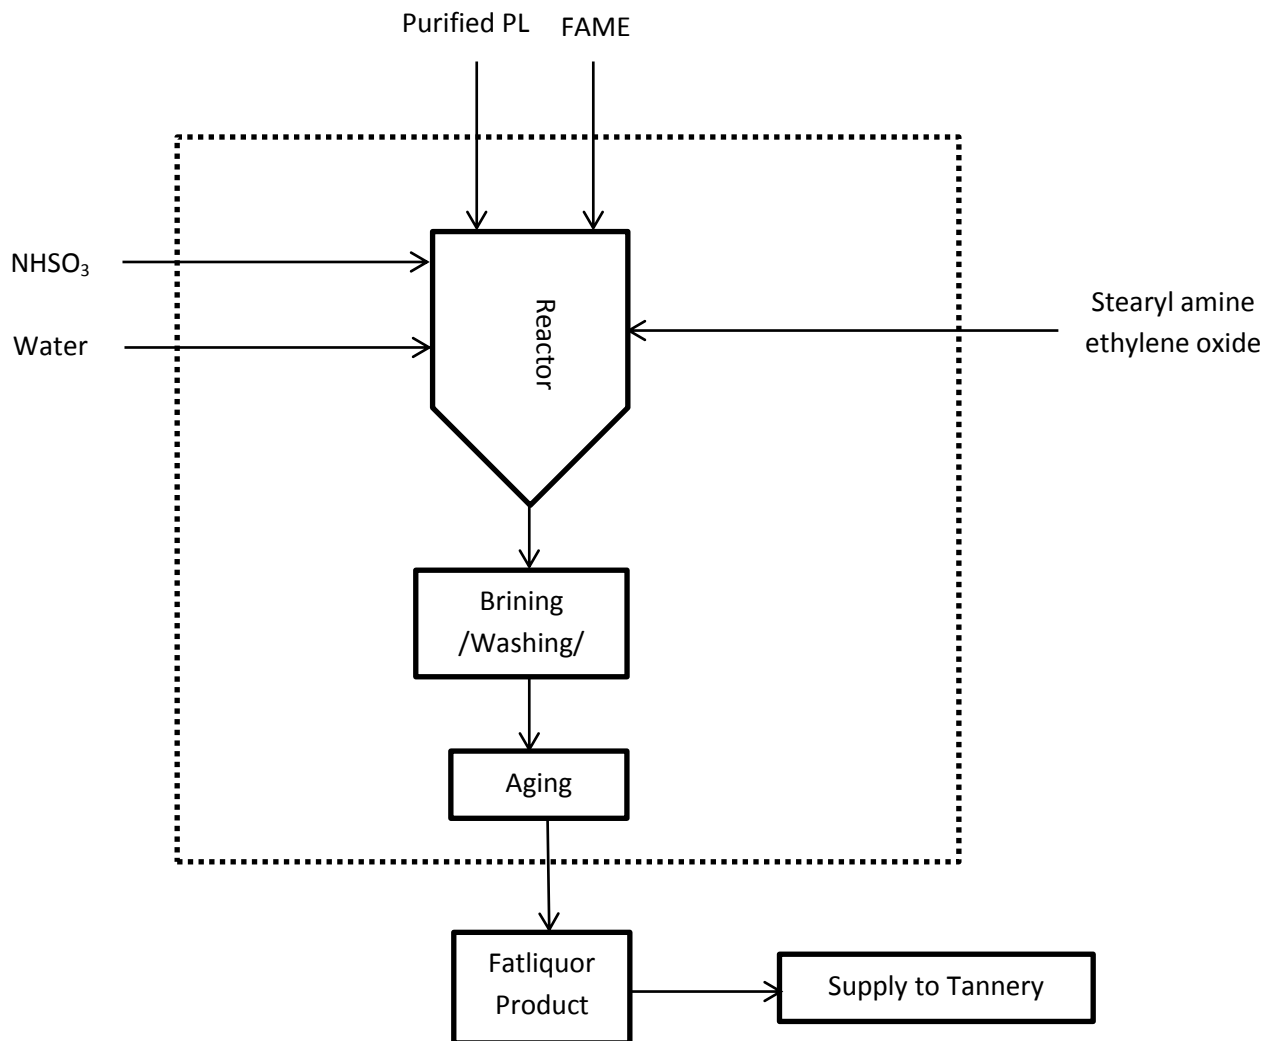 Purified PL
FAME
NHSO₃
Water
Reactor
Stearyl amine
ethylene oxide
Brining
/Washing/
Aging
Fatliquor
Product
Supply to Tannery